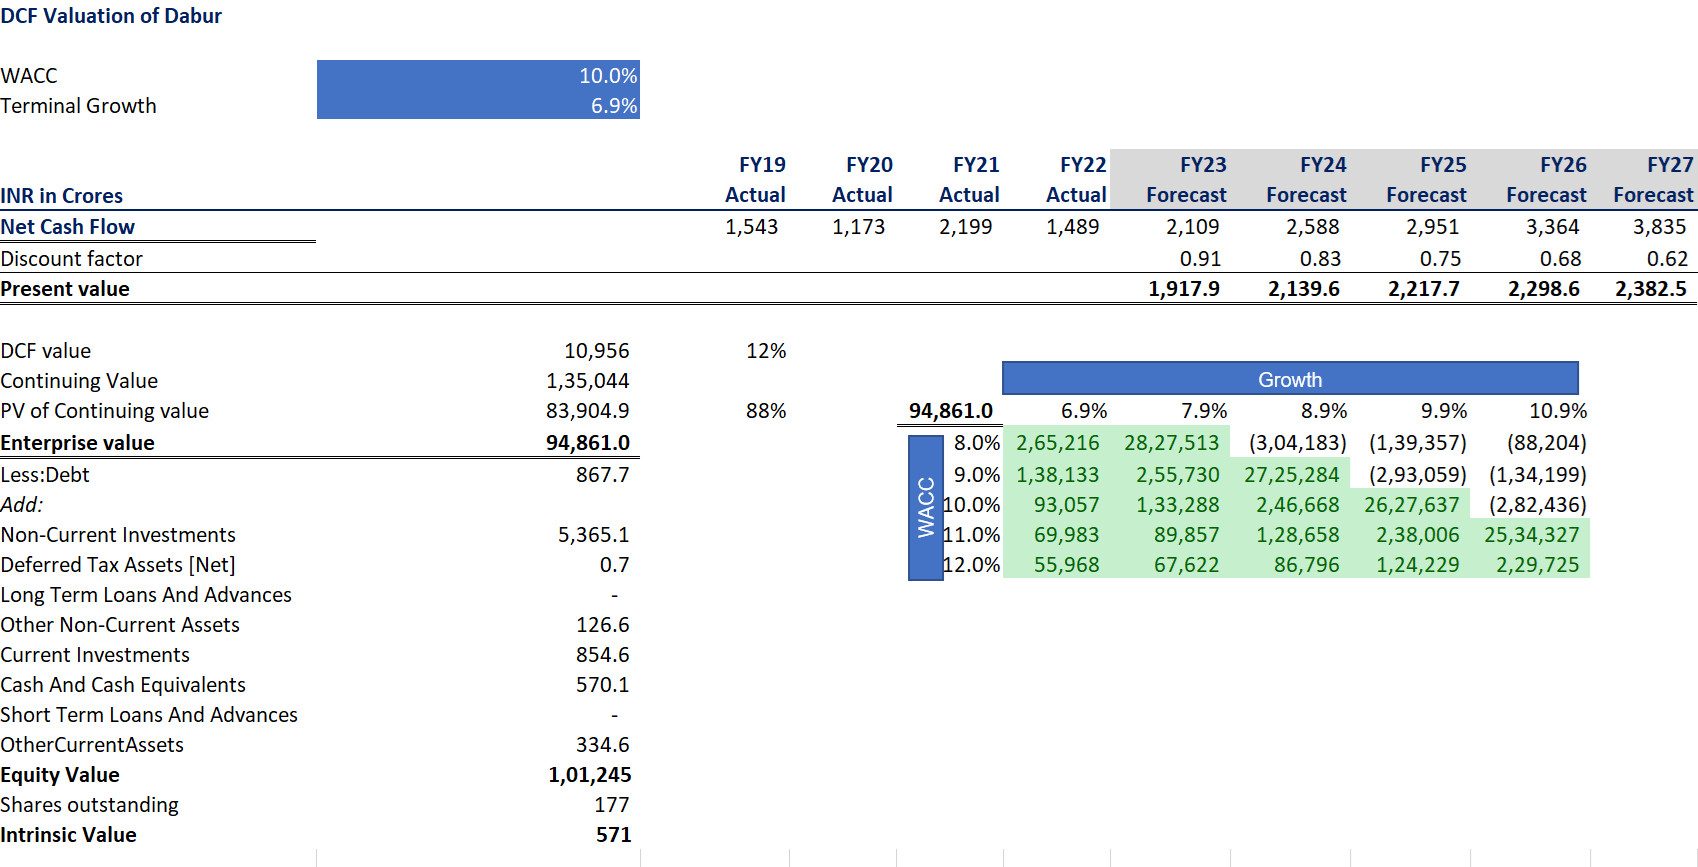 DCF Valuation of Dabur
WACC 10.0%
Terminal Growth 6.9%
FY19 FY20 FY21 FY22 FY23 FY24 FY25 FY26 FY27
INR in Crores Actual Actual Actual Actual Forecast Forecast Forecast Forecast Forecast
Net Cash Flow 1,543 1,173 2,199 1,489 2,109 2,588 2,951 3,364 3,835
Discount factor 0.91 0.83 0.75 0.68 0.62
Present value 1,917.9 2,139.6 2,217.7 2,298.6 2,382.5
DCF value 10,956 12%
Growth
Continuing Value 1,35,044
PV of Continuing value 83,904.9 88% 94,861.0 6.9% 7.9% 8.9% 9.9% 10.9%
Enterprise value 94,861.0 8.0% 2,65,216 28,27,513 (3,04,183) (1,39,357) (88,204)
Less:Debt 867.7 9.0% 1,38,133 2,55,730 27,25,284 (2,93,059) (1,34,199)
WACC
Add: 10.0% 93,057 1,33,288 2,46,668 26,27,637 (2,82,436)
Non-Current Investments 5,365.1 11.0% 69,983 89,857 1,28,658 2,38,006 25,34,327
Deferred Tax Assets [Net] 0.7 12.0% 55,968 67,622 86,796 1,24,229 2,29,725
Long Term Loans And Advances -
Other Non-Current Assets 126.6
Current Investments 854.6
Cash And Cash Equivalents 570.1
Short Term Loans And Advances -
OtherCurrentAssets 334.6
Equity Value 1,01,245
Shares outstanding 177
Intrinsic Value 571